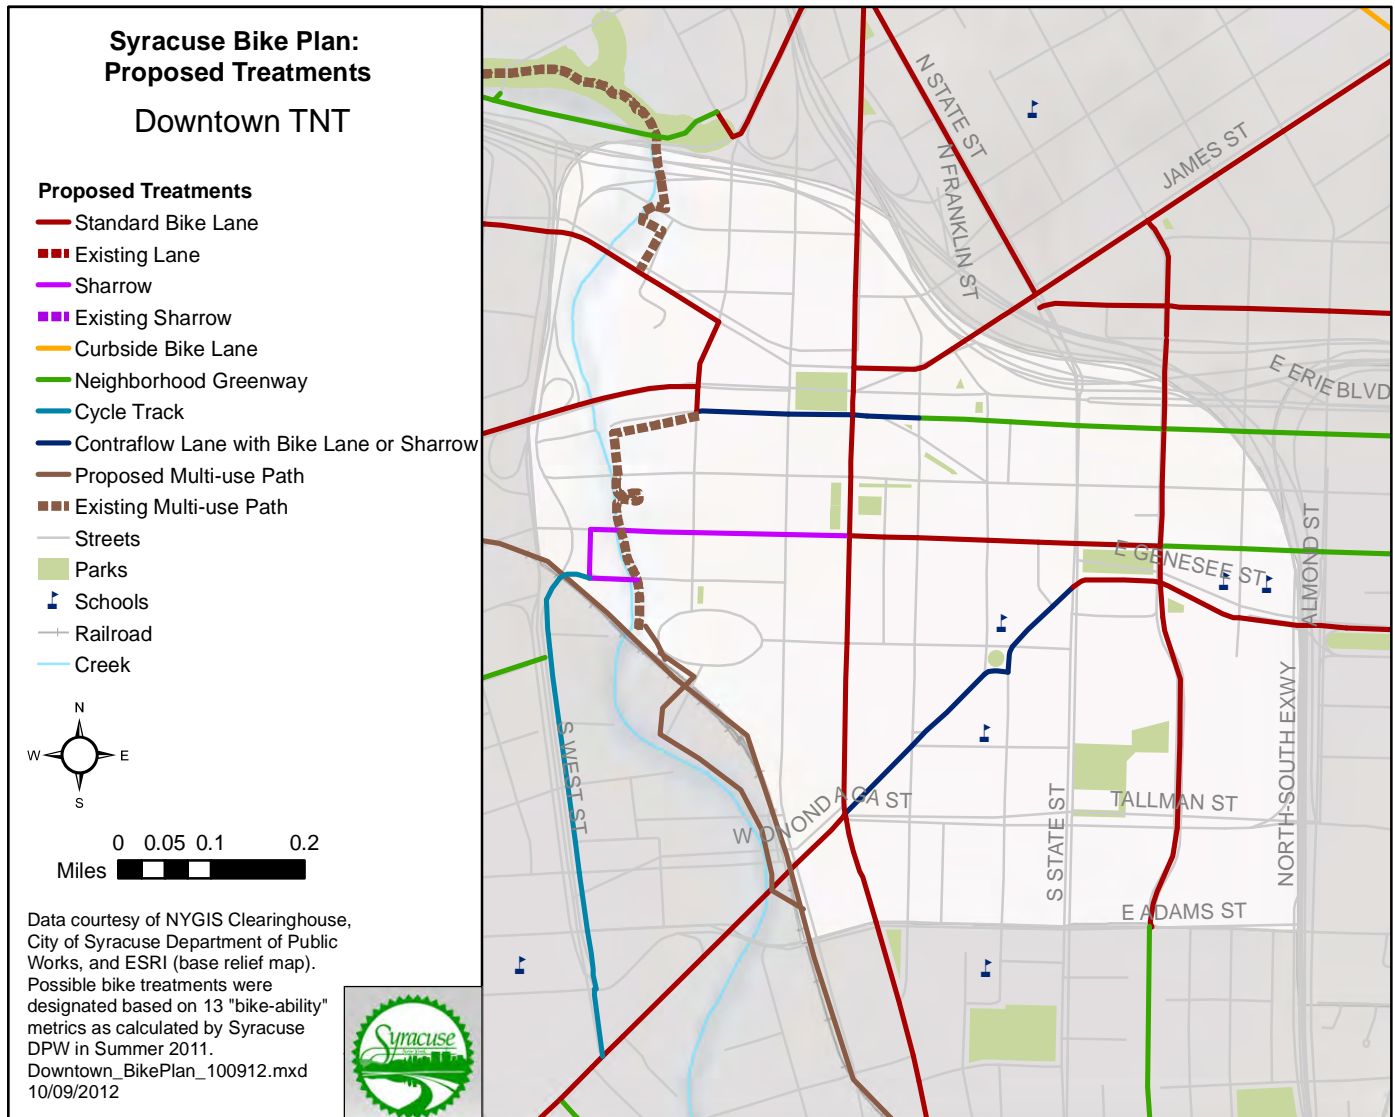 Syracuse Bike Plan:
Proposed Treatments
Downtown TNT
Proposed Treatments
Standard Bike Lane
Existing Lane
Sharrow
Existing Sharrow
Curbside Bike Lane
Neighborhood Greenway
Cycle Track
Contraflow Lane with Bike Lane or Sharrow
Proposed Multi-use Path
Existing Multi-use Path
Streets
Parks
Schools
Railroad
Creek
N
W E
S
0 0.05 0.1 0.2
Miles
Data courtesy of NYGIS Clearinghouse,
City of Syracuse Department of Public
Works, and ESRI (base relief map).
Possible bike treatments were
designated based on 13 "bike-ability"
metrics as calculated by Syracuse
DPW in Summer 2011.
Downtown_BikePlan_100912.mxd
10/09/2012
Syracuse
N STATE ST
N FRANKLIN ST
JAMES ST
E ERIE BLVD
E GENESEE ST
ALMOND ST
S WEST ST
W ONONDAGA ST
TALLMAN ST
S STATE ST
NORTH-SOUTH EXWY
E ADAMS ST